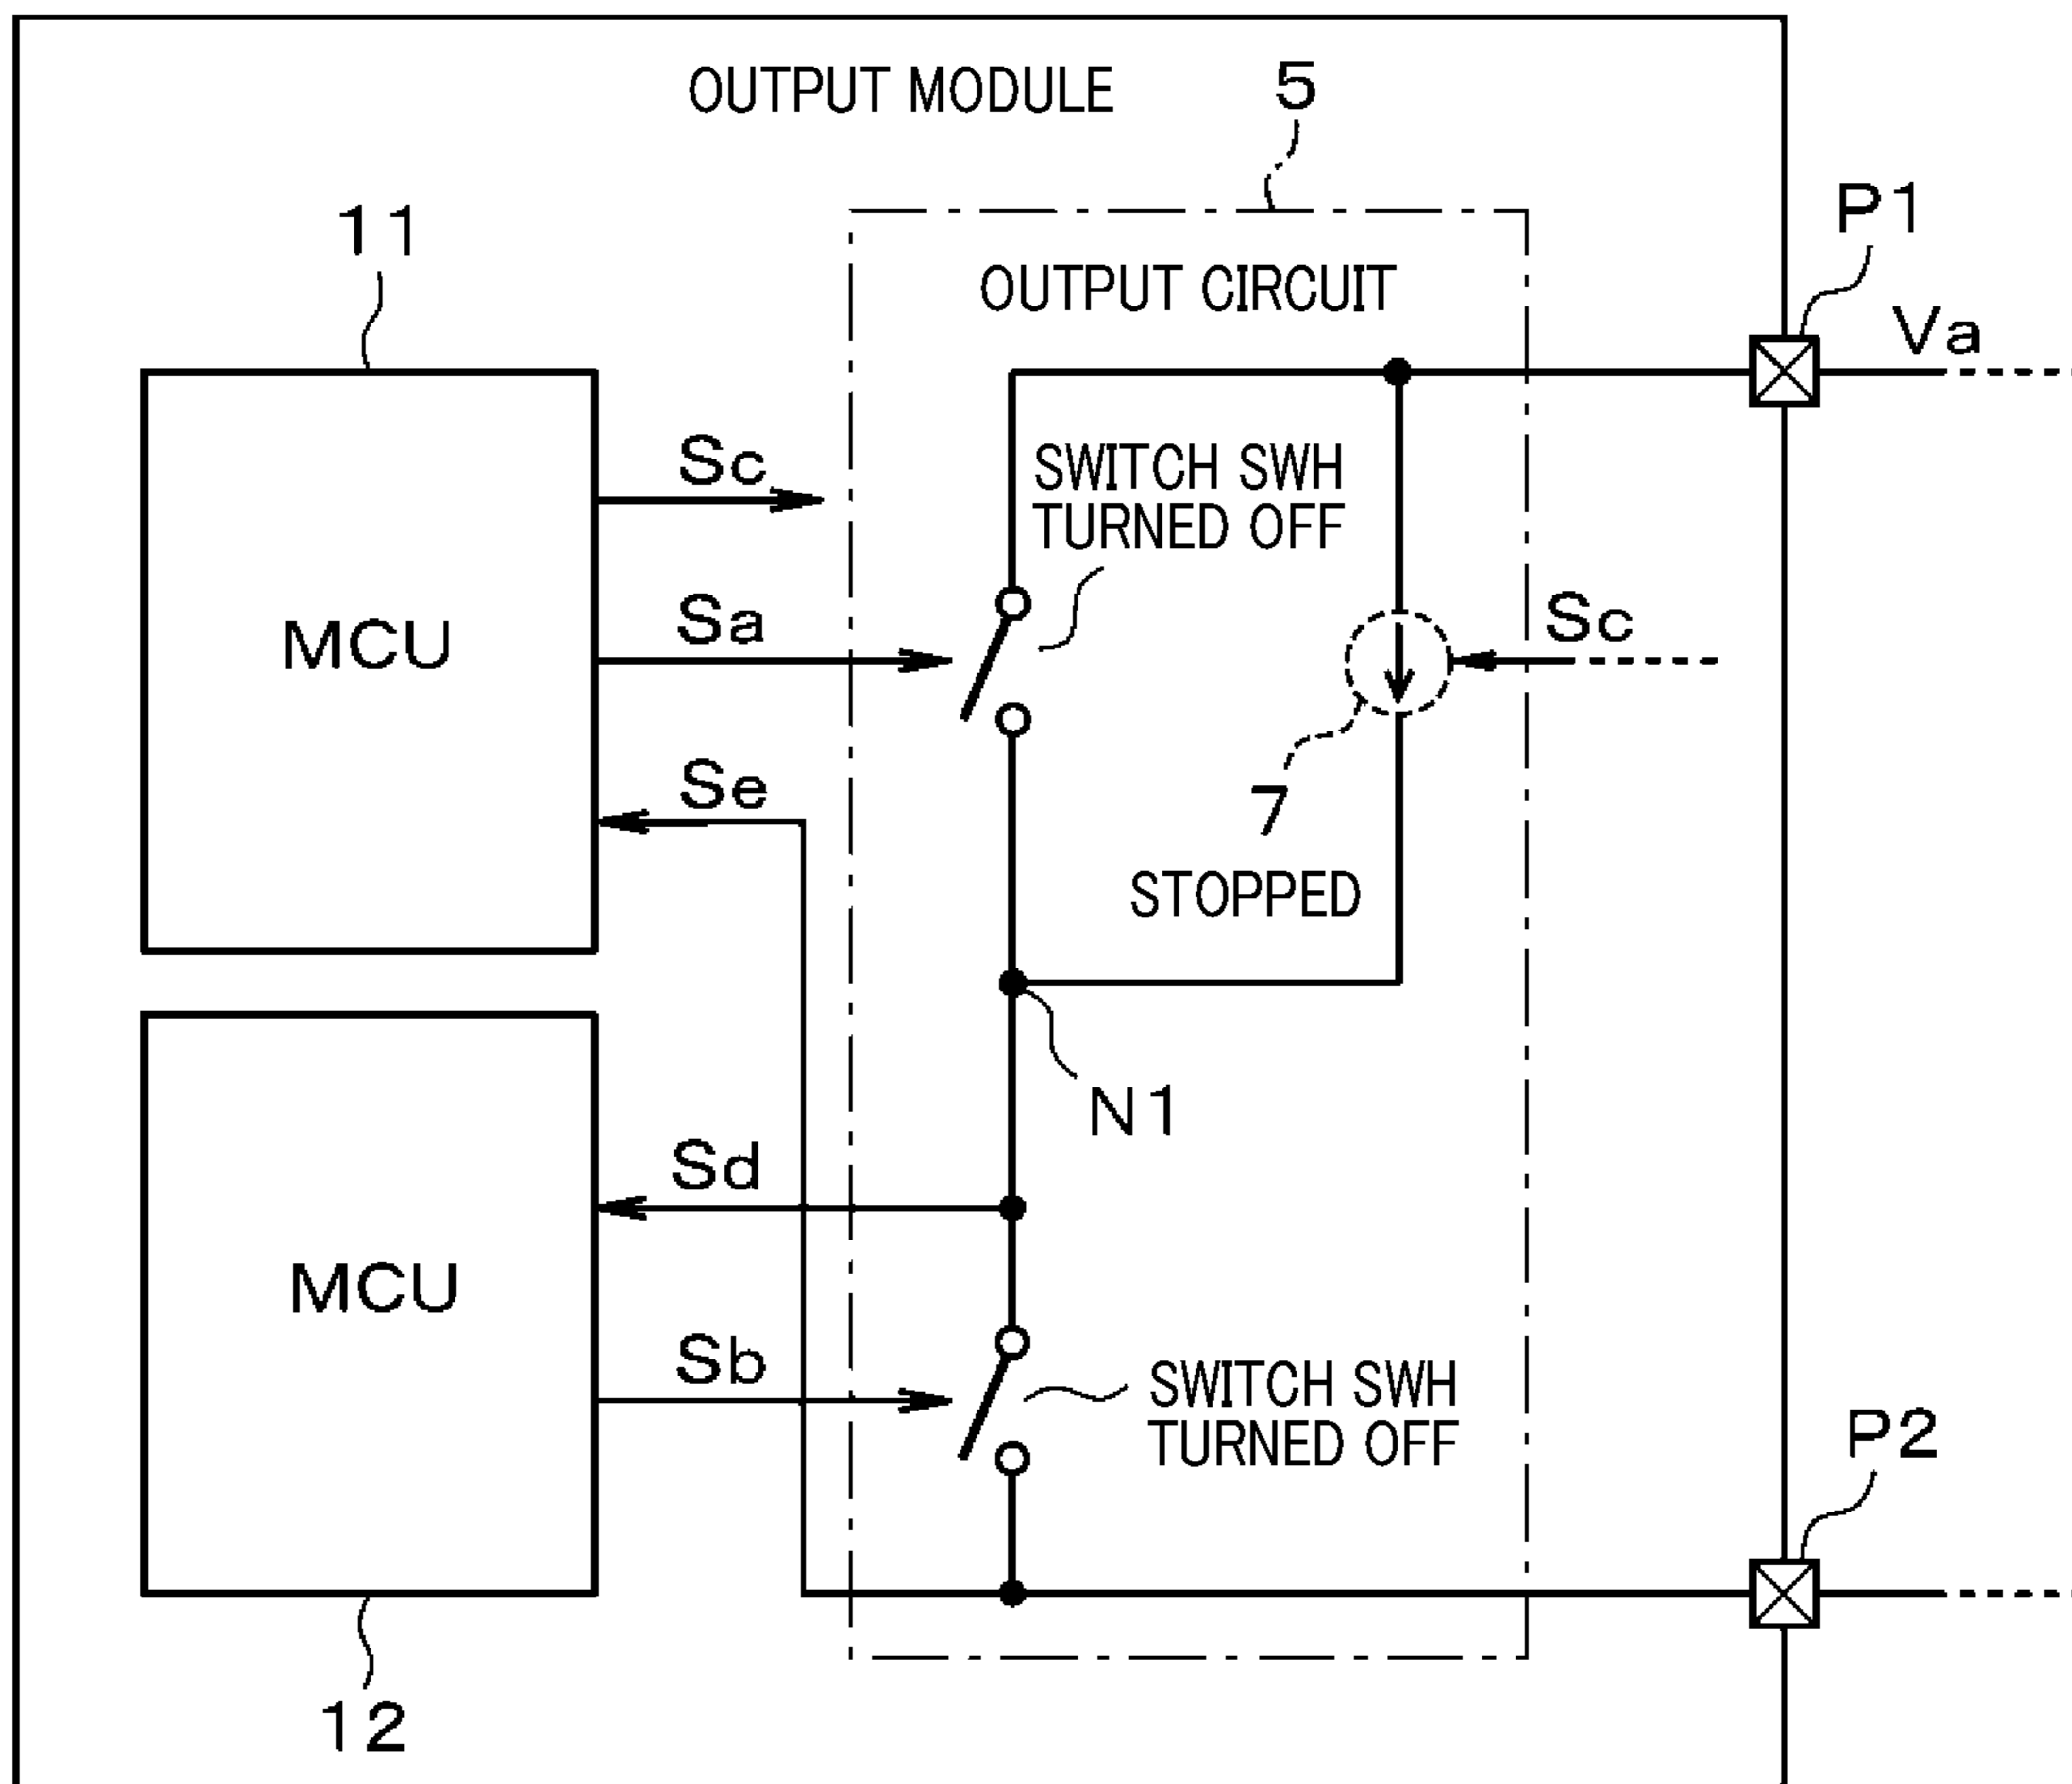 OUTPUT MODULE
5
P1
11
OUTPUT CIRCUIT
Va
Sc
SWITCH SWH
TURNED OFF
MCU
Sa
Sc
Se
7
STOPPED
N1
Sd
MCU
Sb
SWITCH SWH
TURNED OFF
P2
12